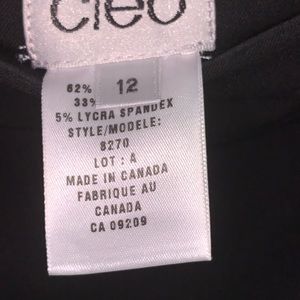 cleo
12
62%
33%
5% LYCRA SPANDEX
STYLE/MODELE:
8270
LOT : A
MADE IN CANADA
FABRIQUE AU
CANADA
CA 09209